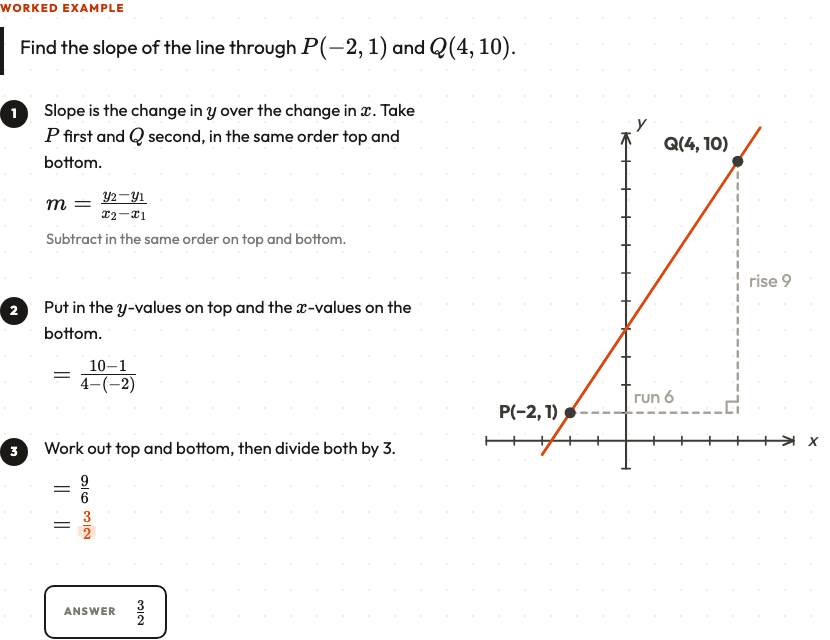 WORKED EXAMPLE
Find the slope of the line through P(−2, 1) and Q(4, 10).
1
Slope is the change in y over the change in x. Take
P first and Q second, in the same order top and
bottom.
m = (y₂−y₁)/(x₂−x₁)
Subtract in the same order on top and bottom.
2
Put in the y-values on top and the x-values on the
bottom.
= (10−1)/(4−(−2))
3
Work out top and bottom, then divide both by 3.
= 9/6
= 3/2
ANSWER 3/2
y
Q(4, 10)
rise 9
run 6
P(−2, 1)
x